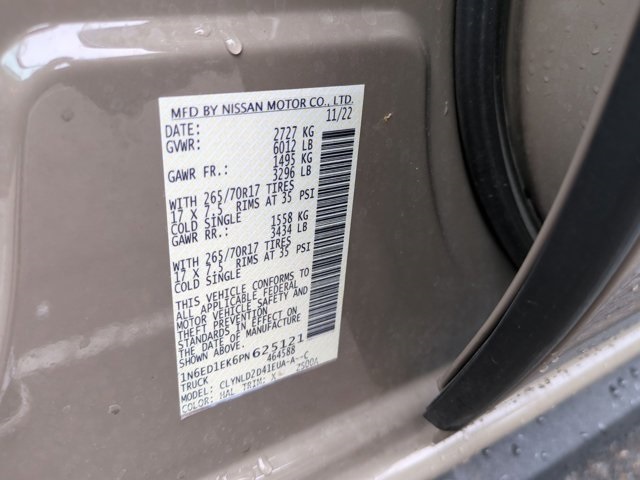 MFD BY NISSAN MOTOR CO., LTD.
DATE: 11/22
GVWR: 2727 KG
6012 LB
GAWR FR.: 1495 KG
3296 LB
WITH 265/70R17 TIRES
17 X 7.5 RIMS AT 35 PSI
COLD SINGLE
GAWR RR.: 1558 KG
3434 LB
WITH 265/70R17 TIRES
17 X 7.5 RIMS AT 35 PSI
COLD SINGLE
THIS VEHICLE CONFORMS TO
ALL APPLICABLE FEDERAL
MOTOR VEHICLE SAFETY AND
THEFT PREVENTION
STANDARDS IN EFFECT ON
THE DATE OF MANUFACTURE
SHOWN ABOVE.
1N6ED1EK6PN625121
TRUCK 464588
MODEL: CLYNLD2D41EUA-A--C
COLOR: HAL TRIM: